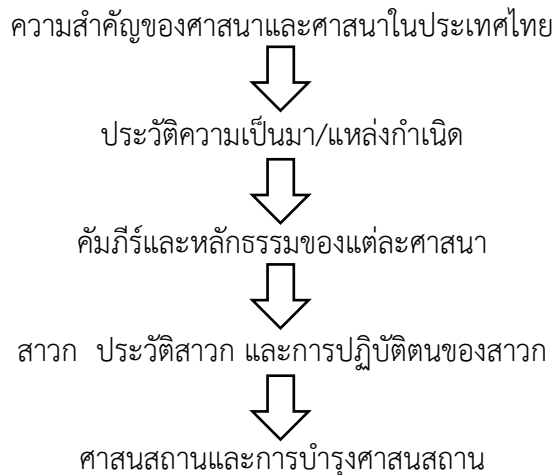 ความสำคัญของศาสนาและศาสนาในประเทศไทย
ประวัติความเป็นมา/แหล่งกำเนิด
คัมภีร์และหลักธรรมของแต่ละศาสนา
สาวก ประวัติสาวก และการปฏิบัติตนของสาวก
ศาสนสถานและการบำรุงศาสนสถาน